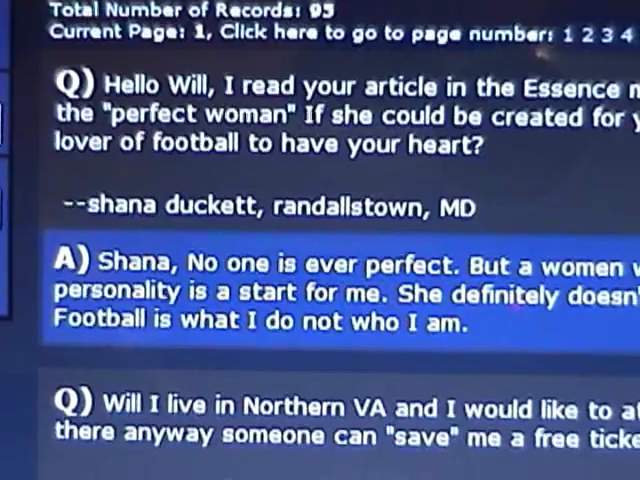 Total Number of Records: 95
Current Page: 1, Click here to go to page number: 1 2 3 4
Q) Hello Will, I read your article in the Essence
the "perfect woman" If she could be created for
lover of football to have your heart?
--shana duckett, randallstown, MD
A) Shana, No one is ever perfect. But a women
personality is a start for me. She definitely doesn'
Football is what I do not who I am.
Q) Will I live in Northern VA and I would like to
there anyway someone can "save" me a free